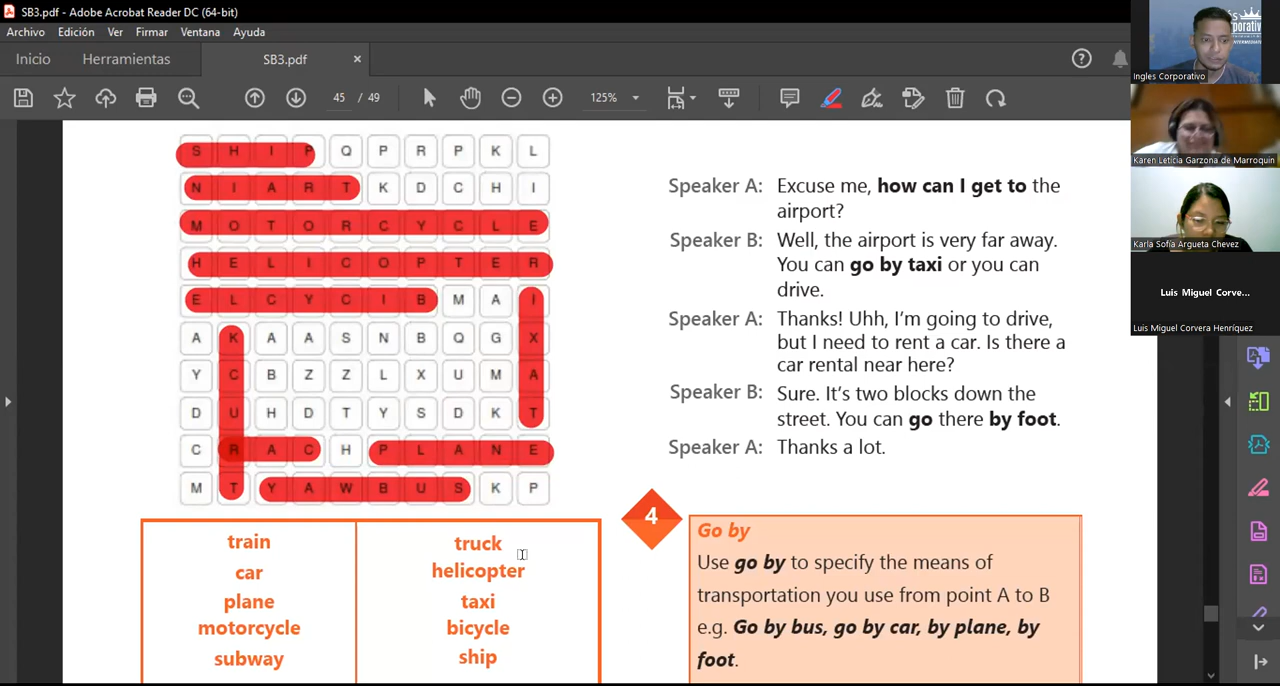 SB3.pdf - Adobe Acrobat Reader DC (64-bit)
Archivo Edición Ver Firmar Ventana Ayuda
Inicio Herramientas SB3.pdf ×
45 / 49 125%
S H I P Q P R P K L
N I A R T K D C H I
M O T O R C Y C L E
H E L I C O P T E R
E L C Y C I B M A I
A K A A S N B Q G X
Y C B Z Z L X U M A
D U H D T Y S D K T
C R A C H P L A N E
M T Y A W B U S K P
train
car
plane
motorcycle
subway
truck
helicopter
taxi
bicycle
ship
Speaker A: Excuse me, how can I get to the
airport?
Speaker B: Well, the airport is very far away.
You can go by taxi or you can
drive.
Speaker A: Thanks! Uhh, I'm going to drive,
but I need to rent a car. Is there a
car rental near here?
Speaker B: Sure. It's two blocks down the
street. You can go there by foot.
Speaker A: Thanks a lot.
4
Go by
Use go by to specify the means of
transportation you use from point A to B
e.g. Go by bus, go by car, by plane, by
foot.
Ingles Corporativo
Karen Leticia Garzona de Marroquin
Karla Sofía Argueta Chevez
Luis Miguel Corve...
Luis Miguel Corvera Henríquez